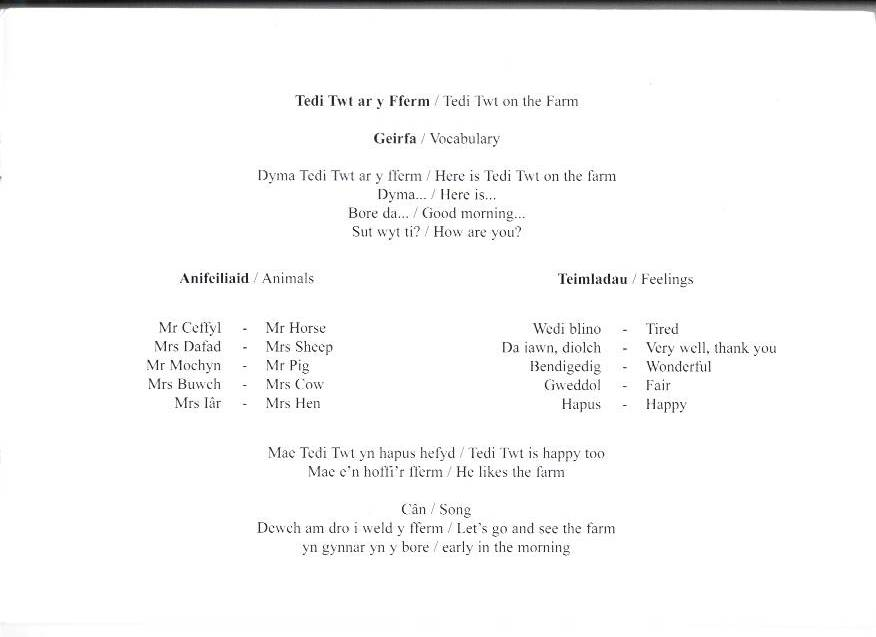 Tedi Twt ar y Fferm / Tedi Twt on the Farm
Geirfa / Vocabulary
Dyma Tedi Twt ar y fferm / Here is Tedi Twt on the farm
Dyma... / Here is...
Bore da... / Good morning...
Sut wyt ti? / How are you?
Anifeiliaid / Animals
Mr Ceffyl - Mr Horse
Mrs Dafad - Mrs Sheep
Mr Mochyn - Mr Pig
Mrs Buwch - Mrs Cow
Mrs Iâr - Mrs Hen
Teimladau / Feelings
Wedi blino - Tired
Da iawn, diolch - Very well, thank you
Bendigedig - Wonderful
Gweddol - Fair
Hapus - Happy
Mae Tedi Twt yn hapus hefyd / Tedi Twt is happy too
Mae e'n hoffi'r fferm / He likes the farm
Cân / Song
Dewch am dro i weld y fferm / Let's go and see the farm
yn gynnar yn y bore / early in the morning